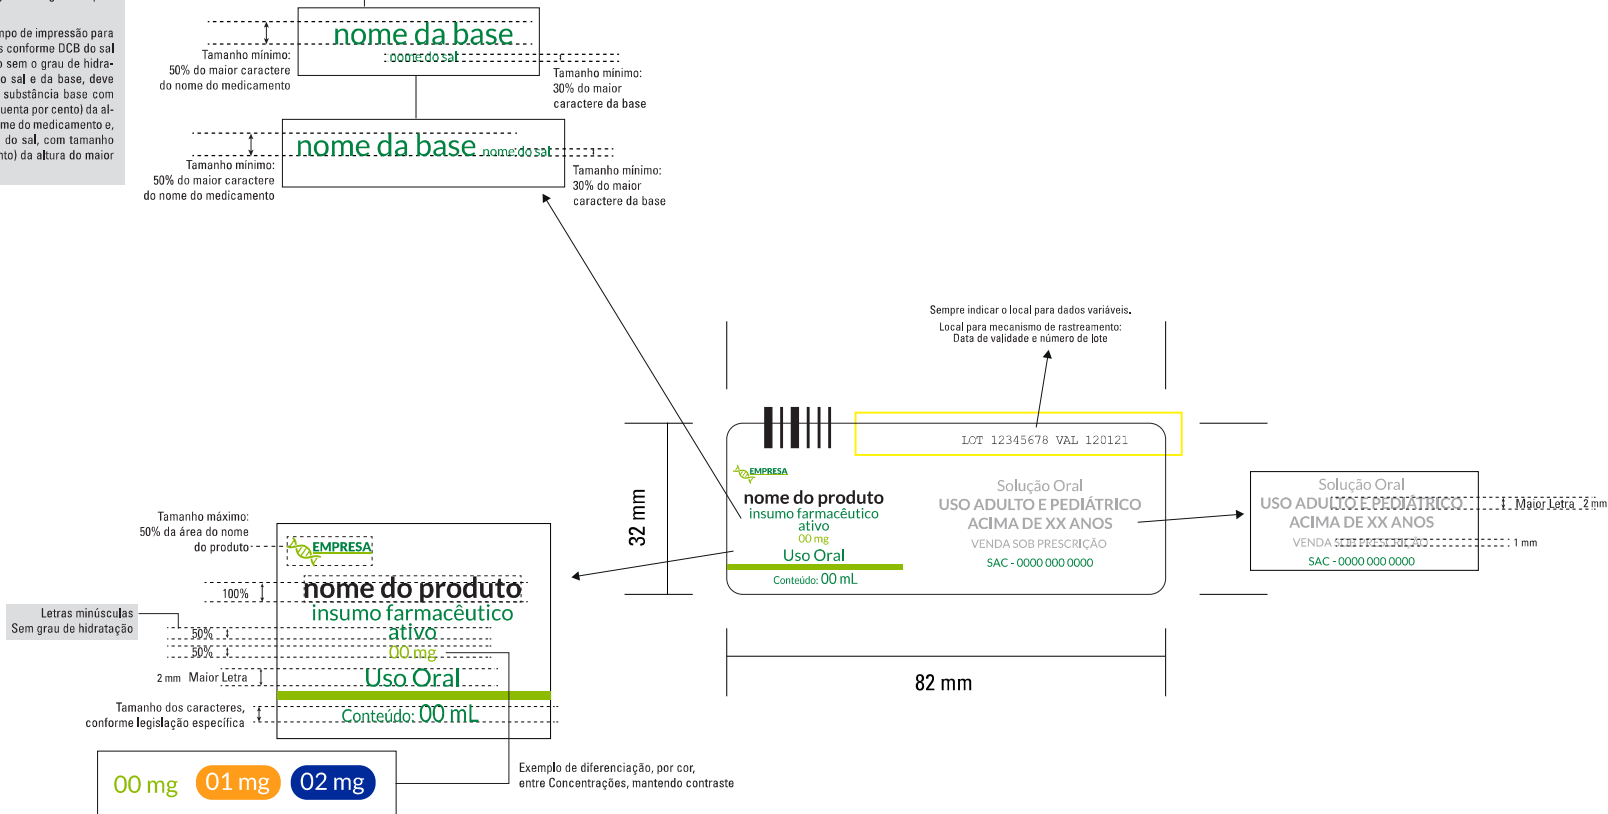 mpo de impressão para
s conforme DCB do sal
o sem o grau de hidra-
o sal e da base, deve
substância base com
quenta por cento) da al-
me do medicamento e,
do sal, com tamanho
nto) da altura do maior
nome da base
nome do sal
Tamanho mínimo:
50% do maior caractere
do nome do medicamento
Tamanho mínimo:
30% do maior
caractere da base
nome da base nome do sal
Tamanho mínimo:
50% do maior caractere
do nome do medicamento
Tamanho mínimo:
30% do maior
caractere da base
Sempre indicar o local para dados variáveis.
Local para mecanismo de rastreamento:
Data de validade e número de lote
LOT 12345678 VAL 120121
EMPRESA
nome do produto
insumo farmacêutico
ativo
00 mg
Uso Oral
Conteúdo: 00 mL
Solução Oral
USO ADULTO E PEDIÁTRICO
ACIMA DE XX ANOS
VENDA SOB PRESCRIÇÃO
SAC - 0000 000 0000
32 mm
82 mm
Solução Oral
USO ADULTO E PEDIÁTRICO
ACIMA DE XX ANOS
VENDA SOB PRESCRIÇÃO
SAC - 0000 000 0000
Maior Letra 2 mm
1 mm
Tamanho máximo:
50% da área do nome
do produto
EMPRESA
100%
nome do produto
insumo farmacêutico
ativo
00 mg
Letras minúsculas
Sem grau de hidratação
50%
50%
2 mm Maior Letra
Uso Oral
Tamanho dos caracteres,
conforme legislação específica
Conteúdo: 00 mL
00 mg 01 mg 02 mg
Exemplo de diferenciação, por cor,
entre Concentrações, mantendo contraste